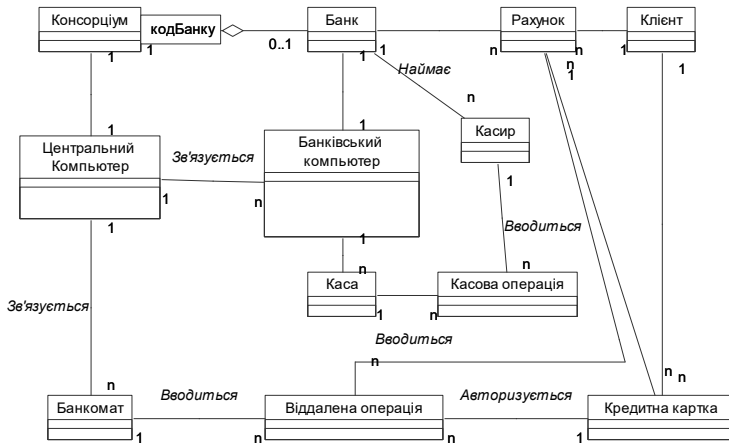 Консорціум
кодБанку
Банк
Рахунок
Клієнт
1
1
0..1
1
1
n
n
n
1
1
1
Наймає
n
Касир
1
Центральний
Компьютер
Зв'язується
1
n
1
1
Банківський
компьютер
1
1
Вводиться
n
n
Каса
Касова операція
1
n
Зв'язується
Вводиться
n
n
n
n
Банкомат
Вводиться
Віддалена операція
Авторизується
Кредитна картка
1
n
n
1